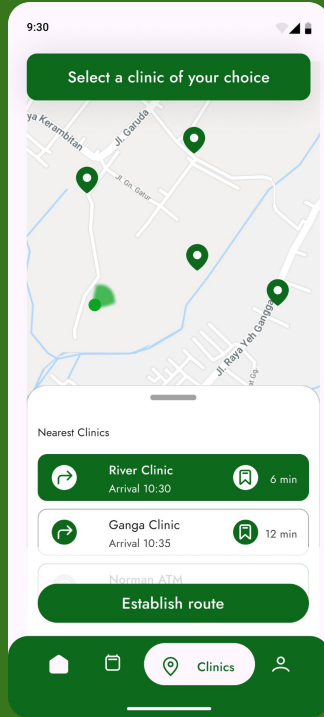 9:30
Select a clinic of your choice
ya Kerambitan
Jl. Garuda
Jl. Gn. Gatur
Jl. Raya Yeh Gangga
at Gg.
Nearest Clinics
River Clinic
Arrival 10:30
6 min
Ganga Clinic
Arrival 10:35
12 min
Norman ATM
Establish route
Clinics